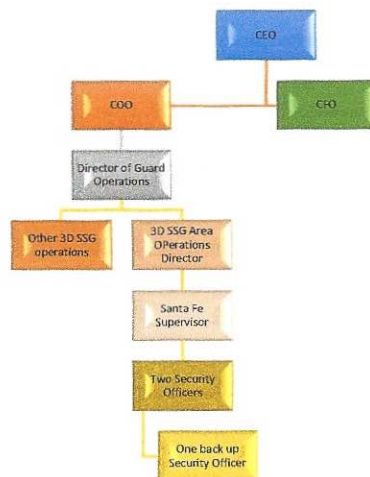 CEO
COO
CFO
Director of Guard
Operations
Other 3D SSG
operations
3D SSG Area
OPerations
Director
Santa Fe
Supervisor
Two Security
Officers
One back up
Security Officer